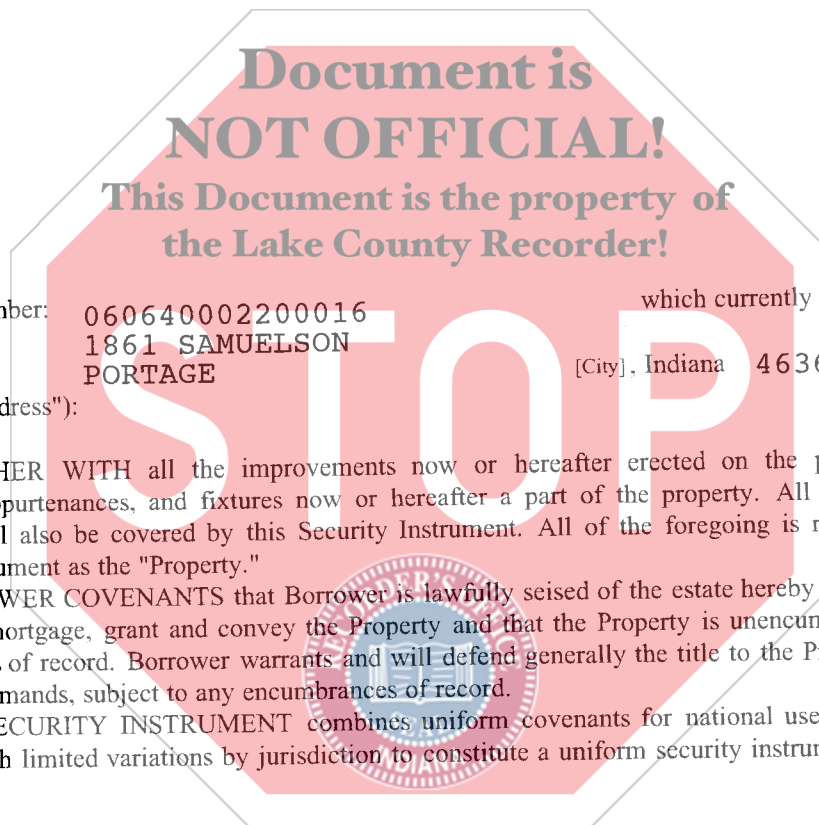 Document is
NOT OFFICIAL!
This Document is the property of
the Lake County Recorder!
nber: 060640002200016 which currently
1861 SAMUELSON
PORTAGE [City], Indiana 4636
dress"):
HER WITH all the improvements now or hereafter erected on the p
purtenances, and fixtures now or hereafter a part of the property. All
l also be covered by this Security Instrument. All of the foregoing is r
ument as the "Property."
WER COVENANTS that Borrower is lawfully seised of the estate hereby
ortgage, grant and convey the Property and that the Property is unencum
of record. Borrower warrants and will defend generally the title to the P
mands, subject to any encumbrances of record.
ECURITY INSTRUMENT combines uniform covenants for national use
h limited variations by jurisdiction to constitute a uniform security instrum
STOP
RECORDER'S OFFICE
SEAL
INDIANA